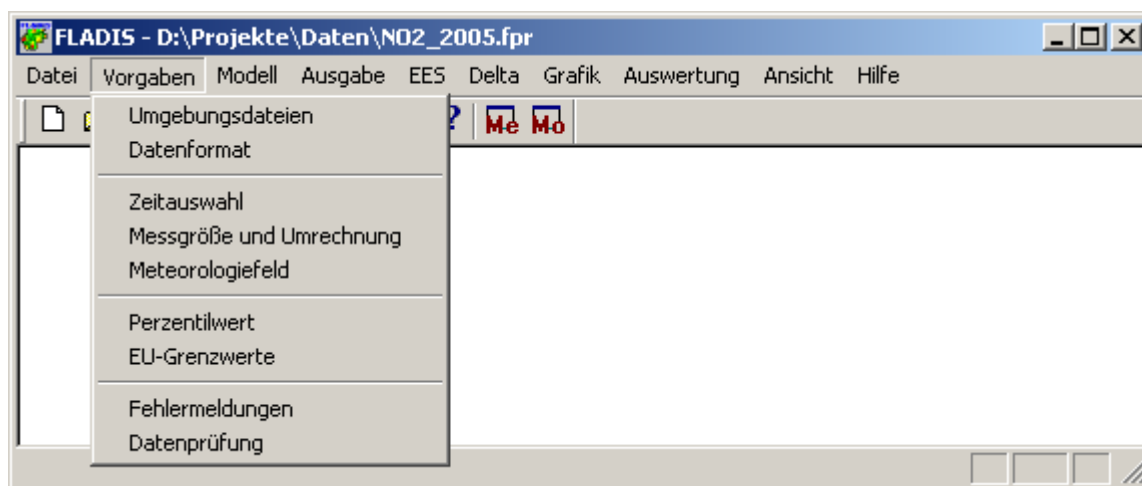 FLADIS - D:\Projekte\Daten\NO2_2005.fpr
Datei Vorgaben Modell Ausgabe EES Delta Grafik Auswertung Ansicht Hilfe
Umgebungsdateien
? Me Mo
Datenformat
Zeitauswahl
Messgröße und Umrechnung
Meteorologiefeld
Perzentilwert
EU-Grenzwerte
Fehlermeldungen
Datenprüfung